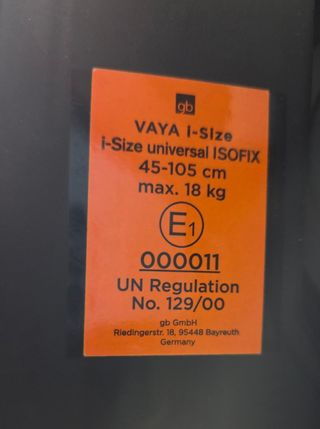 gb
VAYA i-Size
i-Size universal ISOFIX
45-105 cm
max. 18 kg
E1
000011
UN Regulation
No. 129/00
gb GmbH
Riedingerstr. 18, 95448 Bayreuth
Germany